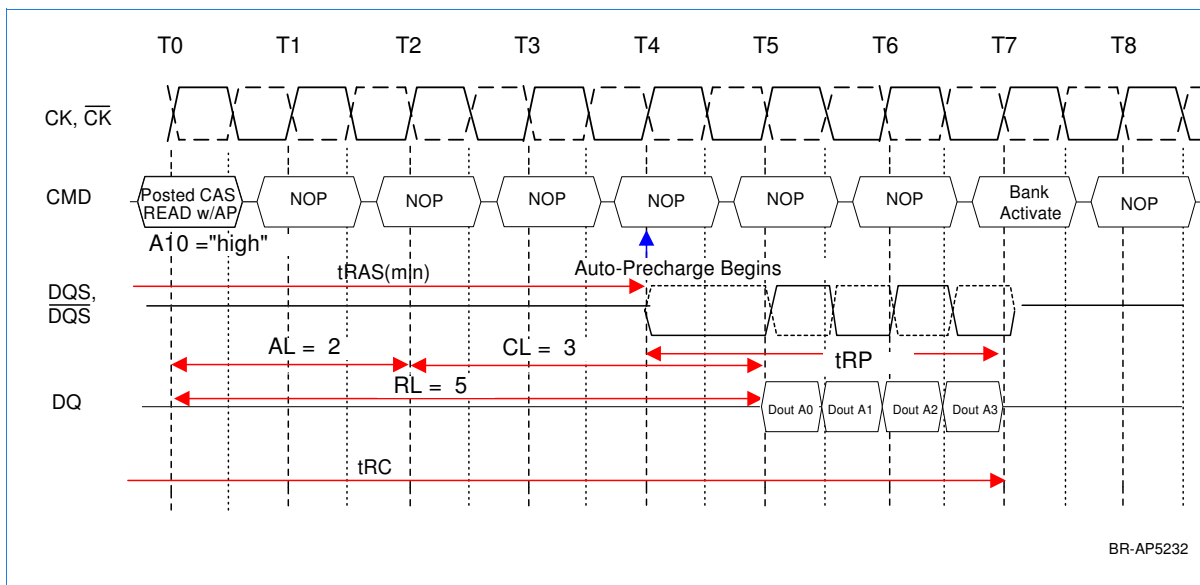 T0 T1 T2 T3 T4 T5 T6 T7 T8
CK, CK
CMD
Posted CAS
READ w/AP
NOP NOP NOP NOP NOP NOP Bank
Activate NOP
A10 ="high"
tRAS(min)
Auto-Precharge Begins
DQS,
DQS
AL = 2
CL = 3
tRP
RL = 5
DQ
Dout A0 Dout A1 Dout A2 Dout A3
tRC
BR-AP5232